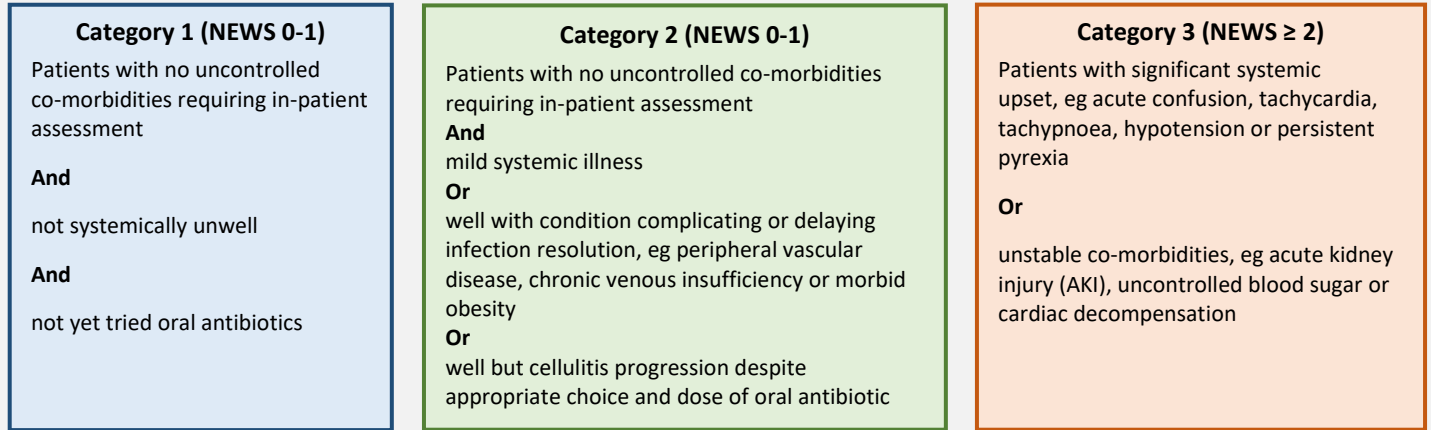 Category 1 (NEWS 0-1)
Patients with no uncontrolled
co-morbidities requiring in-patient
assessment
And
not systemically unwell
And
not yet tried oral antibiotics
Category 2 (NEWS 0-1)
Patients with no uncontrolled co-morbidities
requiring in-patient assessment
And
mild systemic illness
Or
well with condition complicating or delaying
infection resolution, eg peripheral vascular
disease, chronic venous insufficiency or morbid
obesity
Or
well but cellulitis progression despite
appropriate choice and dose of oral antibiotic
Category 3 (NEWS ≥ 2)
Patients with significant systemic
upset, eg acute confusion, tachycardia,
tachypnoea, hypotension or persistent
pyrexia
Or
unstable co-morbidities, eg acute kidney
injury (AKI), uncontrolled blood sugar or
cardiac decompensation